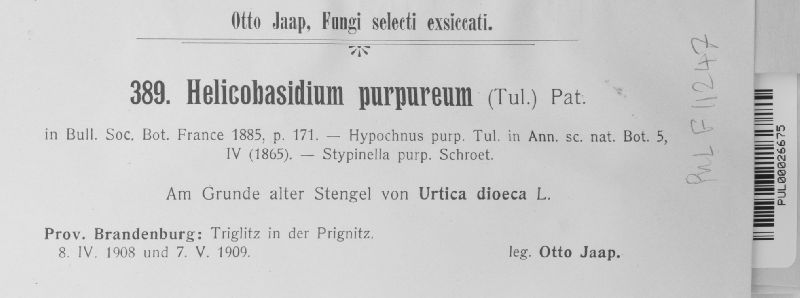 Otto Jaap, Fungi selecti exsiccati.
389. Helicobasidium purpureum (Tul.) Pat.
in Bull. Soc. Bot. France 1885, p. 171. — Hypochnus purp. Tul. in Ann. sc. nat. Bot. 5,
IV (1865). — Stypinella purp. Schroet.
Am Grunde alter Stengel von Urtica dioeca L.
Prov. Brandenburg: Triglitz in der Prignitz.
8. IV. 1908 und 7. V. 1909.
leg. Otto Jaap.
PUL F 11247
PUL00026675